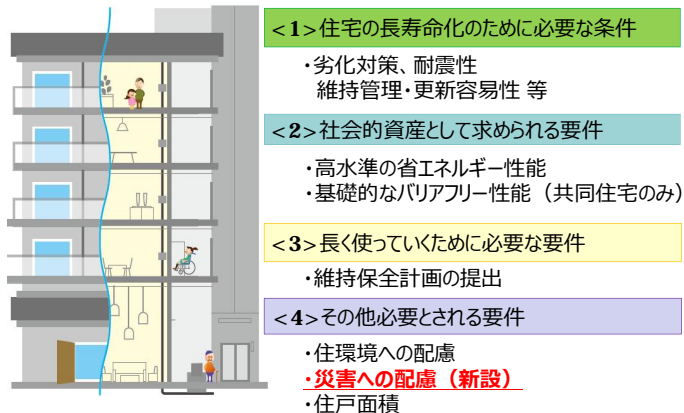 <1>住宅の長寿命化のために必要な条件
・劣化対策、耐震性
維持管理・更新容易性 等
<2>社会的資産として求められる要件
・高水準の省エネルギー性能
・基礎的なバリアフリー性能（共同住宅のみ）
<3>長く使っていくために必要な要件
・維持保全計画の提出
<4>その他必要とされる要件
・住環境への配慮
・災害への配慮（新設）
・住戸面積